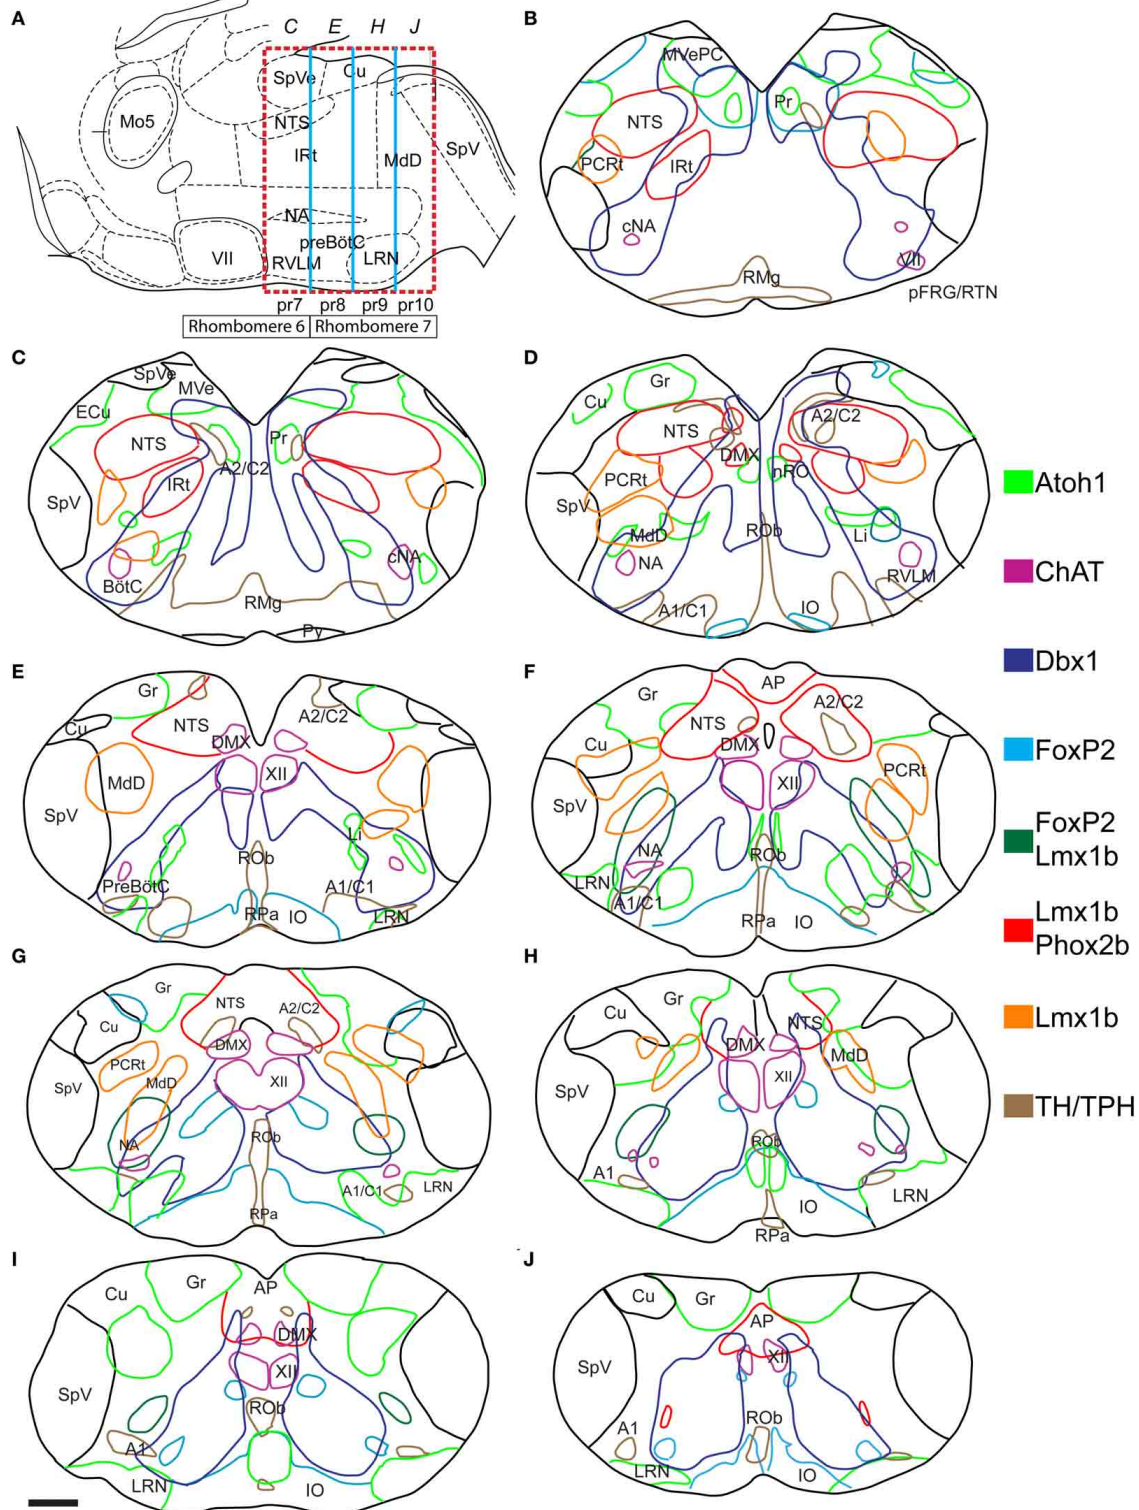 A
C E H J
SpVe
Cu
Mo5
NTS
IRt
MdD
SpV
NA
preBötC
VII
RVLM
LRN
pr7 pr8 pr9 pr10
Rhombomere 6 Rhombomere 7
B
MVePC
Pr
NTS
PCRt
IRt
cNA
VII
RMg
pFRG/RTN
C
SpVe
MVe
ECu
NTS
Pr
A2/C2
IRt
SpV
cNA
BötC
RMg
Py
D
Gr
Cu
A2/C2
NTS
DMX
nRO
PCRt
SpV
MdD
ROb
Li
NA
RVLM
A1/C1
IO
E
Gr
NTS
A2/C2
Cu
DMX
XII
MdD
SpV
Li
ROb
PreBötC
A1/C1
RPa
IO
LRN
F
AP
Gr
A2/C2
NTS
Cu
DMX
PCRt
XII
SpV
NA
ROb
LRN
A1/C1
RPa
IO
G
Gr
NTS
A2/C2
Cu
DMX
PCRt
MdD
XII
SpV
NA
ROb
A1/C1
LRN
RPa
H
Gr
Cu
NTS
DMX
MdD
XII
SpV
ROb
A1
LRN
IO
RPa
I
Gr
AP
Cu
DMX
XII
SpV
ROb
A1
LRN
IO
J
Cu
Gr
AP
XII
SpV
ROb
A1
LRN
IO
Atoh1
ChAT
Dbx1
FoxP2
FoxP2
Lmx1b
Lmx1b
Phox2b
Lmx1b
TH/TPH